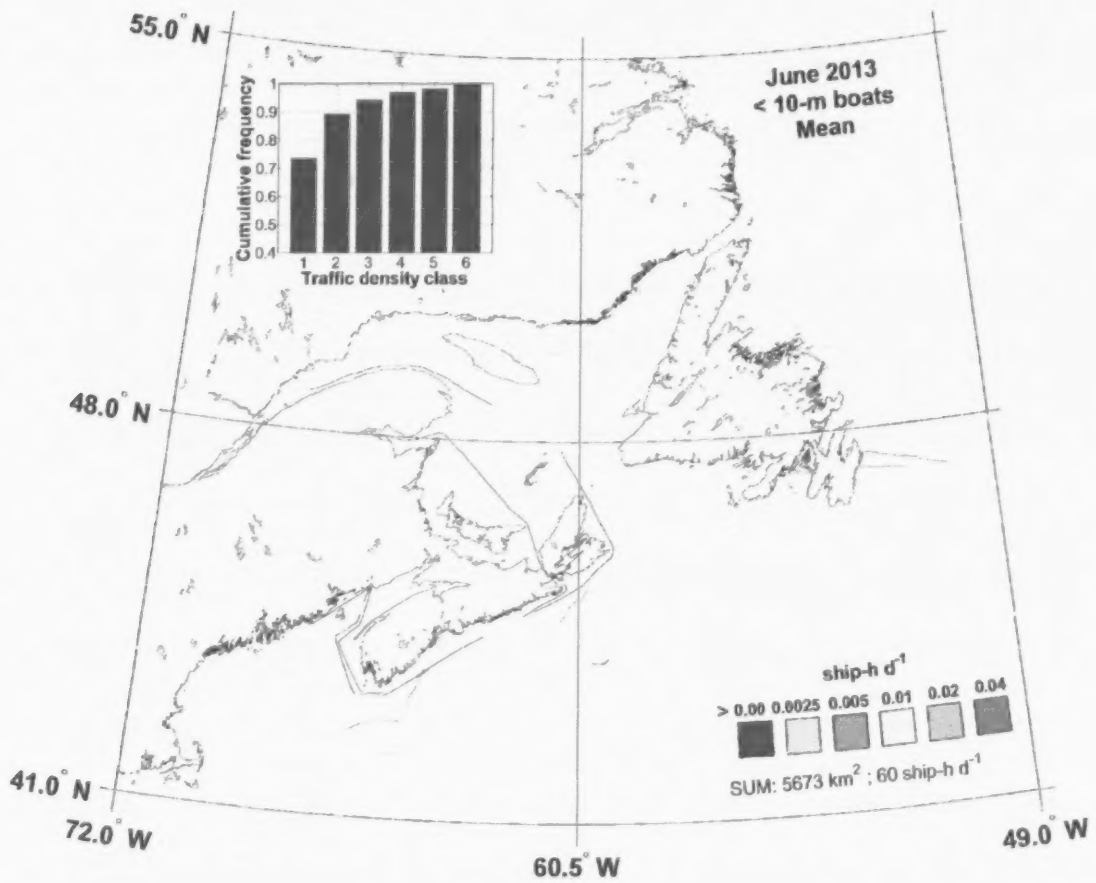 55.0° N
June 2013
< 10-m boats
Mean
Cumulative frequency
1
0.9
0.8
0.7
0.6
0.5
0.4
1 2 3 4 5 6
Traffic density class
48.0° N
ship-h d-1
> 0.00 0.0025 0.005 0.01 0.02 0.04
SUM: 5673 km2 ; 60 ship-h d-1
41.0° N
72.0° W
60.5° W
49.0° W